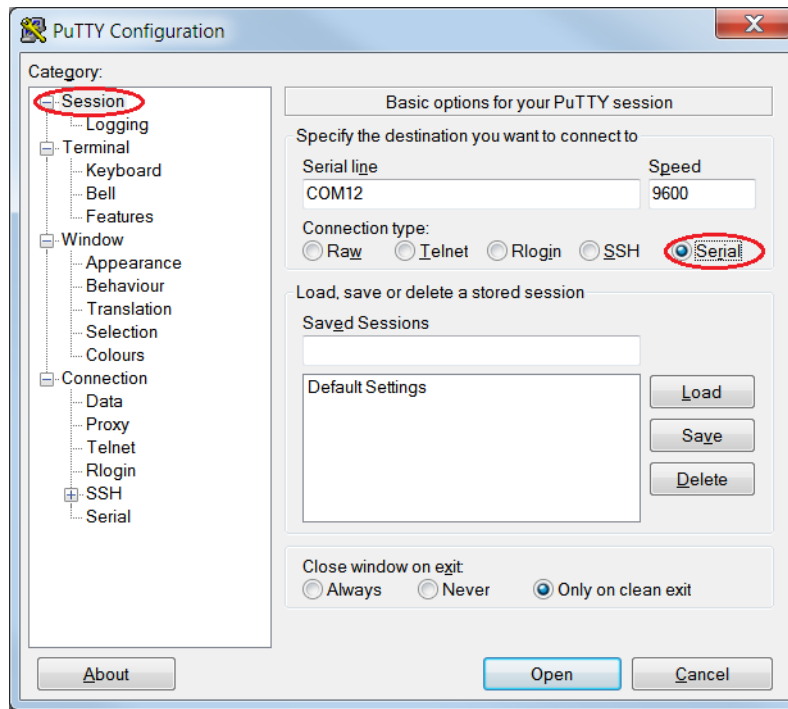 PuTTY Configuration
Category:
Session
Logging
Terminal
Keyboard
Bell
Features
Window
Appearance
Behaviour
Translation
Selection
Colours
Connection
Data
Proxy
Telnet
Rlogin
SSH
Serial
Basic options for your PuTTY session
Specify the destination you want to connect to
Serial line Speed
COM12 9600
Connection type:
Raw Telnet Rlogin SSH Serial
Load, save or delete a stored session
Saved Sessions
Default Settings
Load
Save
Delete
Close window on exit:
Always Never Only on clean exit
About Open Cancel